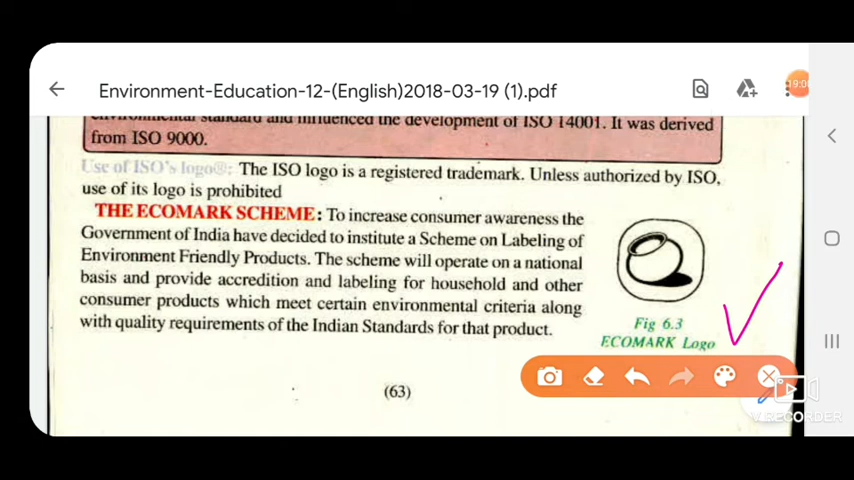 Environment-Education-12-(English)2018-03-19 (1).pdf
19:0
environmental standard and influenced the development of ISO 14001. It was derived
from ISO 9000.
Use of ISO's logo®: The ISO logo is a registered trademark. Unless authorized by ISO,
use of its logo is prohibited
THE ECOMARK SCHEME: To increase consumer awareness the
Government of India have decided to institute a Scheme on Labeling of
Environment Friendly Products. The scheme will operate on a national
basis and provide accreditation and labeling for household and other
consumer products which meet certain environmental criteria along
with quality requirements of the Indian Standards for that product.
Fig 6.3
ECOMARK Logo
(63)
V RECORDER